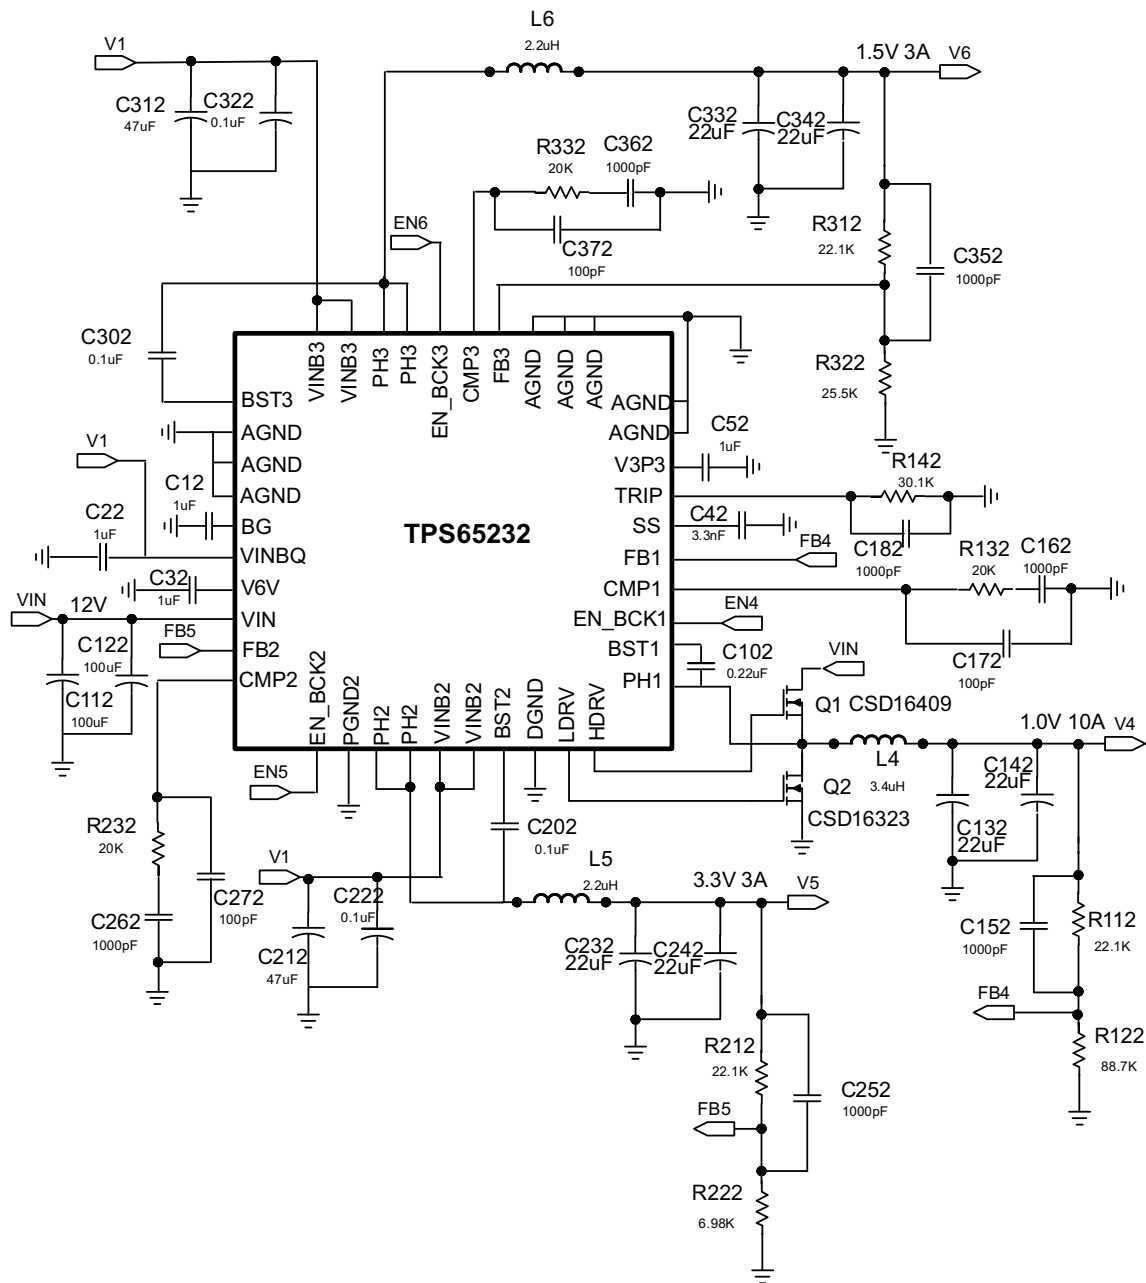 L6
2.2uH
V1
1.5V 3A
V6
C312
47uF
C322
0.1uF
C332
22uF
C342
22uF
R332
20K
C362
1000pF
EN6
C372
100pF
R312
22.1K
C352
1000pF
C302
0.1uF
R322
25.5K
VINB3
VINB3
PH3
PH3
EN_BCK3
CMP3
FB3
AGND
AGND
AGND
BST3
AGND
AGND
AGND
BG
VINBQ
V6V
VIN
FB2
CMP2
AGND
AGND
V3P3
TRIP
SS
FB1
CMP1
EN_BCK1
BST1
PH1
TPS65232
EN_BCK2
PGND2
PH2
PH2
VINB2
VINB2
BST2
DGND
LDRV
HDRV
V1
C12
1uF
C22
1uF
C32
1uF
VIN
12V
FB5
C122
100uF
C112
100uF
C52
1uF
R142
30.1K
C42
3.3nF
C182
1000pF
FB4
R132
20K
C162
1000pF
EN4
C172
100pF
C102
0.22uF
VIN
Q1 CSD16409
1.0V 10A
V4
L4
3.4uH
Q2
CSD16323
C142
22uF
C132
22uF
EN5
R232
20K
C272
100pF
C262
1000pF
V1
C222
0.1uF
C212
47uF
C202
0.1uF
L5
2.2uH
3.3V 3A
V5
C232
22uF
C242
22uF
C152
1000pF
R112
22.1K
FB4
R122
88.7K
R212
22.1K
C252
1000pF
FB5
R222
6.98K